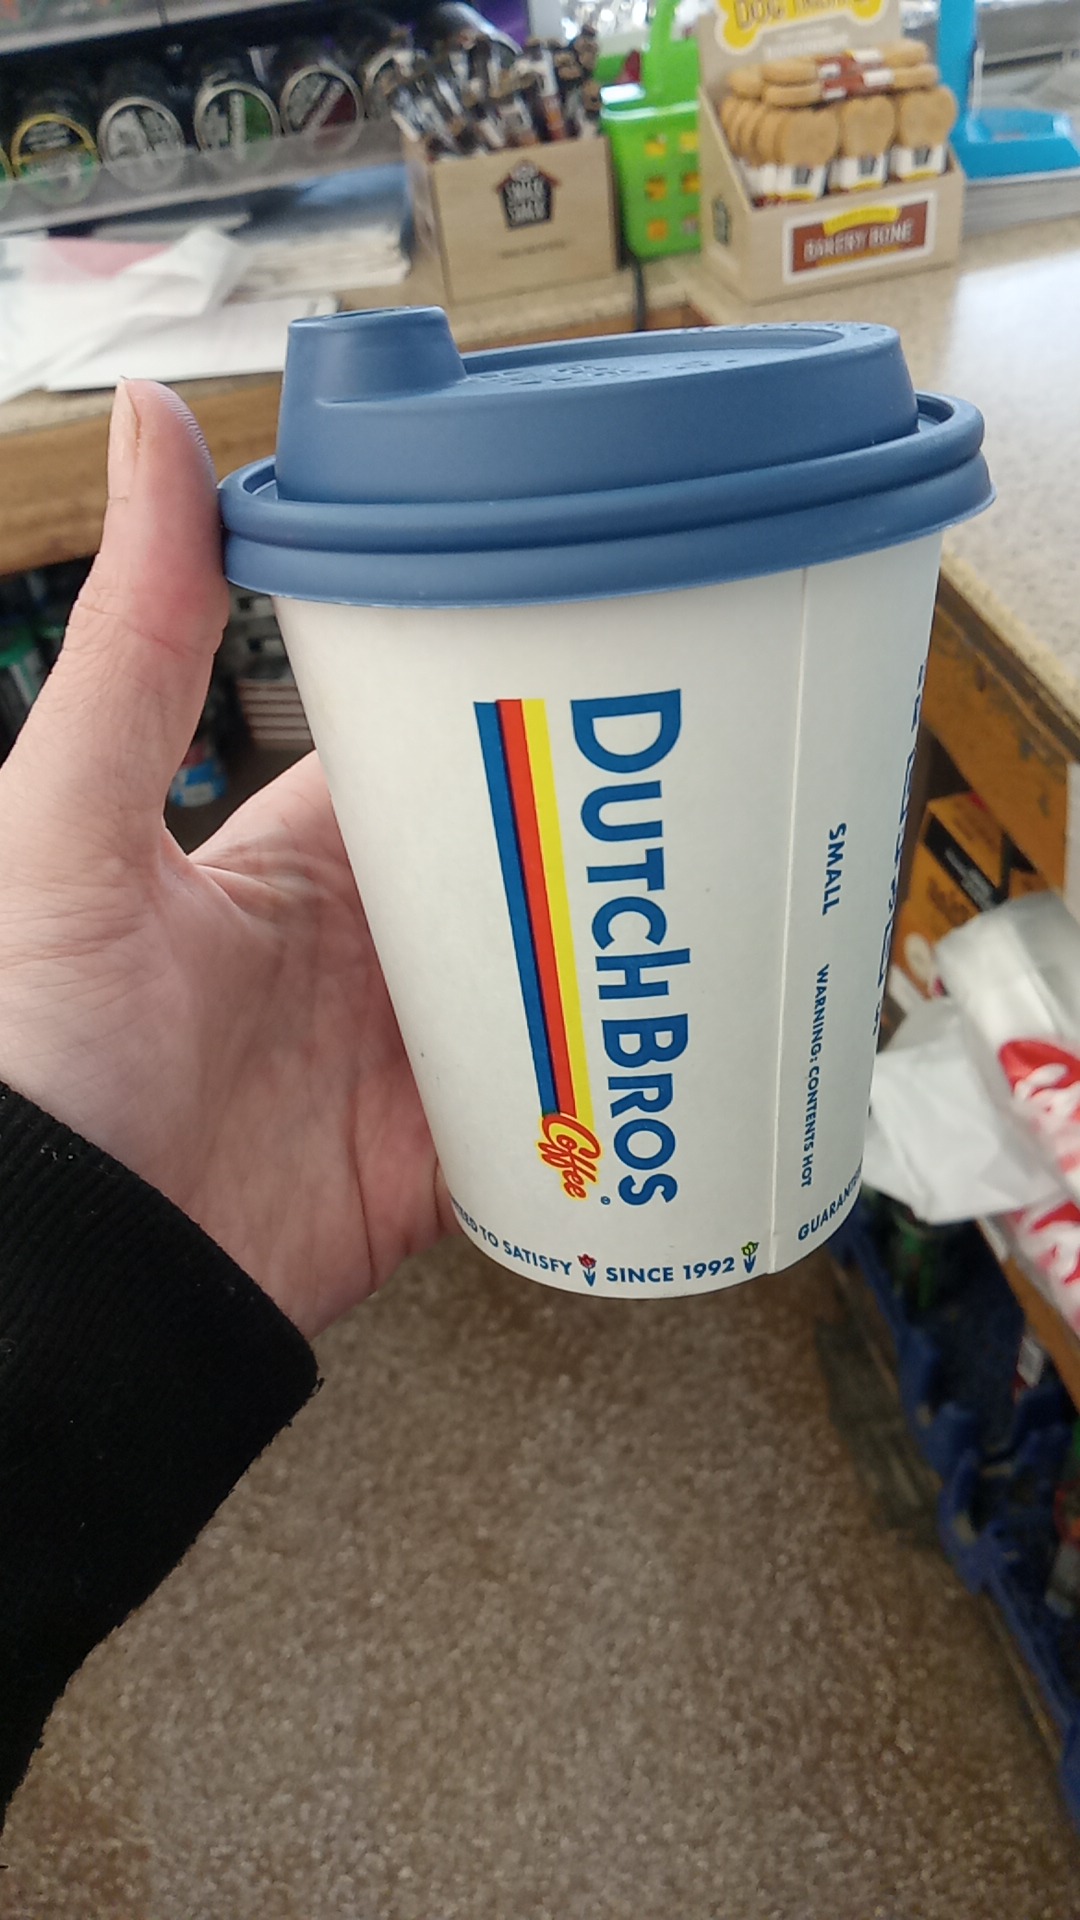 BAKERY BONE
DUTCH BROS
Coffee
®
SMALL
WARNING: CONTENTS HOT
TO SATISFY
SINCE 1992